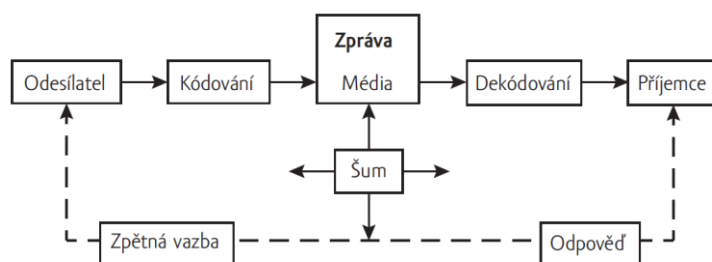 Zpráva
Odesílatel
Kódování
Média
Dekódování
Příjemce
Šum
Zpětná vazba
Odpověď